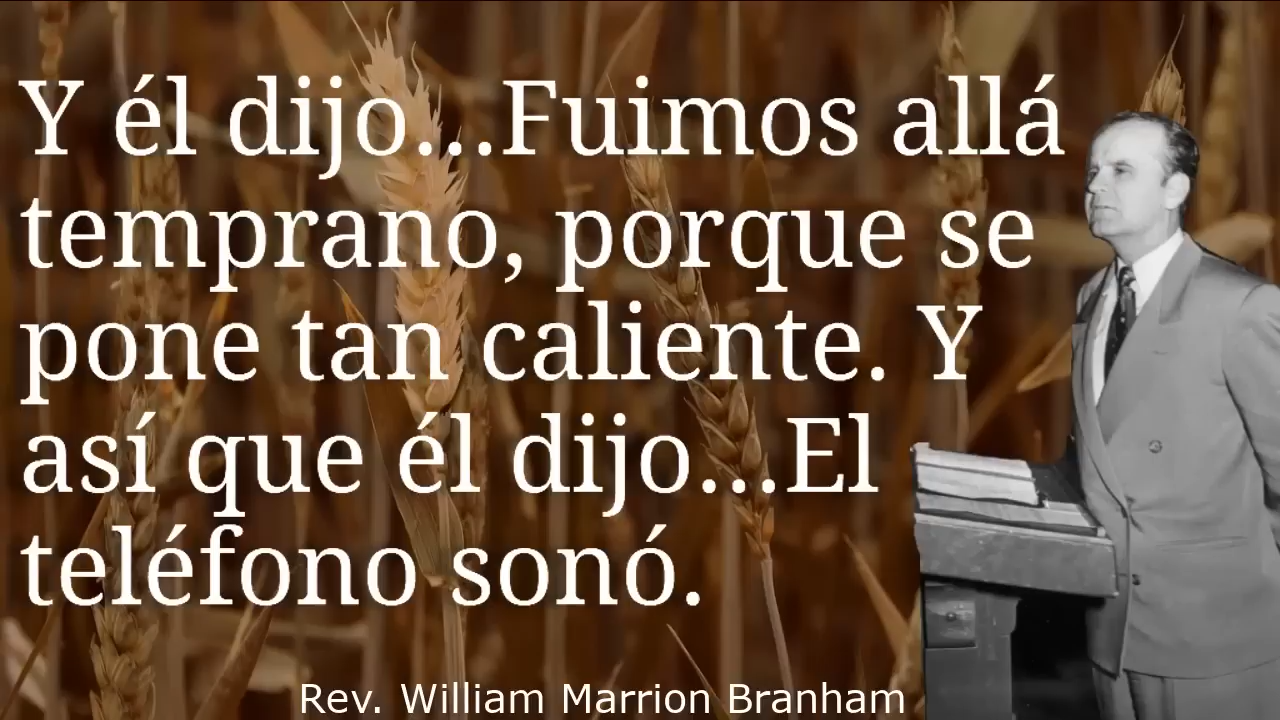 Y él dijo...Fuimos allá
temprano, porque se
pone tan caliente. Y
así que él dijo...El
teléfono sonó.
Rev. William Marrion Branham